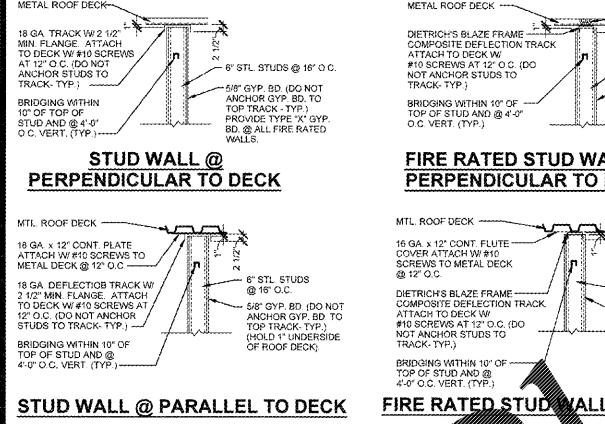 METAL ROOF DECK
18 GA. TRACK W/ 2 1/2"
MIN. FLANGE. ATTACH
TO DECK W/ #10 SCREWS
AT 12" O.C. (DO NOT
ANCHOR STUDS TO
TRACK- TYP.)
BRIDGING WITHIN
10" OF TOP OF
STUD AND @ 4'-0"
O.C. VERT. (TYP.)
1"
2 1/2"
6" STL. STUDS @ 16" O.C.
5/8" GYP. BD. (DO NOT
ANCHOR GYP. BD. TO
TOP TRACK - TYP.)
PROVIDE TYPE "X" GYP.
BD. @ ALL FIRE RATED
WALLS.
STUD WALL @
PERPENDICULAR TO DECK
METAL ROOF DECK
DIETRICH'S BLAZE FRAME
COMPOSITE DEFLECTION TRACK
ATTACH TO DECK W/
#10 SCREWS AT 12" O.C. (DO
NOT ANCHOR STUDS TO
TRACK- TYP.)
BRIDGING WITHIN 10" OF
TOP OF STUD AND @ 4'-0"
O.C. VERT. (TYP.)
FIRE RATED STUD WA
PERPENDICULAR TO
MTL. ROOF DECK
16 GA. x 12" CONT. PLATE
ATTACH W/ #10 SCREWS TO
METAL DECK @ 12" O.C.
18 GA. DEFLECTIOB TRACK W/
2 1/2" MIN. FLANGE. ATTACH
TO DECK W/ #10 SCREWS AT
12" O.C. (DO NOT ANCHOR
STUDS TO TRACK- TYP.)
BRIDGING WITHIN 10" OF
TOP OF STUD AND @
4'-0" O.C. VERT. (TYP.)
1"
2 1/2"
6" STL. STUDS
@ 16" O.C.
5/8" GYP. BD. (DO NOT
ANCHOR GYP. BD. TO
TOP TRACK- TYP.)
(HOLD 1" UNDERSIDE
OF ROOF DECK)
STUD WALL @ PARALLEL TO DECK
MTL. ROOF DECK
16 GA. x 12" CONT. FLUTE
COVER ATTACH W/ #10
SCREWS TO METAL DECK
@ 12" O.C.
DIETRICH'S BLAZE FRAME
COMPOSITE DEFLECTION TRACK
ATTACH TO DECK W/
#10 SCREWS AT 12" O.C. (DO
NOT ANCHOR STUDS TO
TRACK- TYP.)
BRIDGING WITHIN 10" OF
TOP OF STUD AND @
4'-0" O.C. VERT. (TYP.)
1"
FIRE RATED STUD WALL